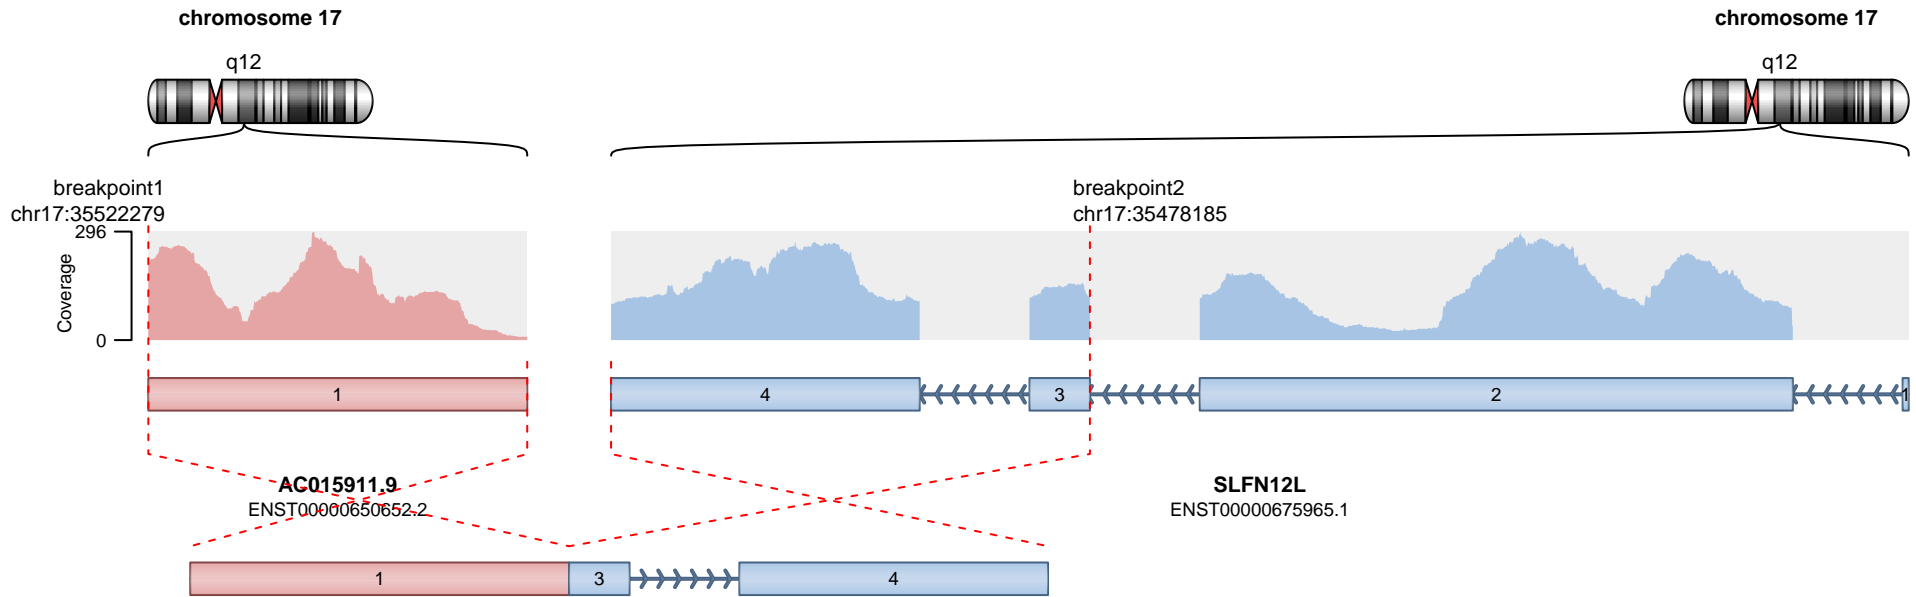 chromosome 17
chromosome 17
q12
q12
breakpoint1
chr17:35522279
breakpoint2
chr17:35478185
296
Coverage
0
1
4
3
2
1
AC015911.9
ENST00000650652.2
SLFN12L
ENST00000675965.1
1
3
4